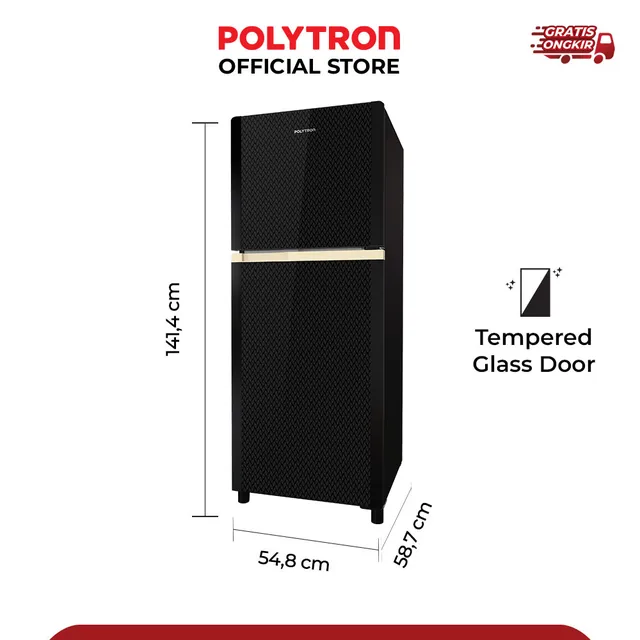 POLYTRON
OFFICIAL STORE
GRATIS
ONGKIR
POLYTRON
141,4 cm
Tempered
Glass Door
54,8 cm
58,7 cm